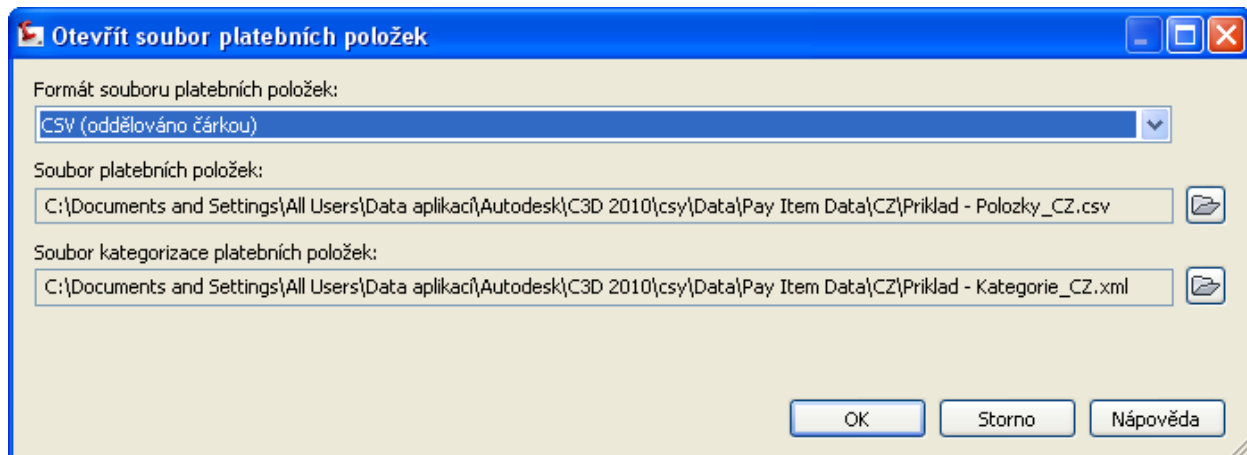 Otevřít soubor platebních položek
Formát souboru platebních položek:
CSV (oddělováno čárkou)
Soubor platebních položek:
C:\Documents and Settings\All Users\Data aplikací\Autodesk\C3D 2010\csy\Data\Pay Item Data\CZ\Priklad - Polozky_CZ.csv
Soubor kategorizace platebních položek:
C:\Documents and Settings\All Users\Data aplikací\Autodesk\C3D 2010\csy\Data\Pay Item Data\CZ\Priklad - Kategorie_CZ.xml
OK Storno Nápověda